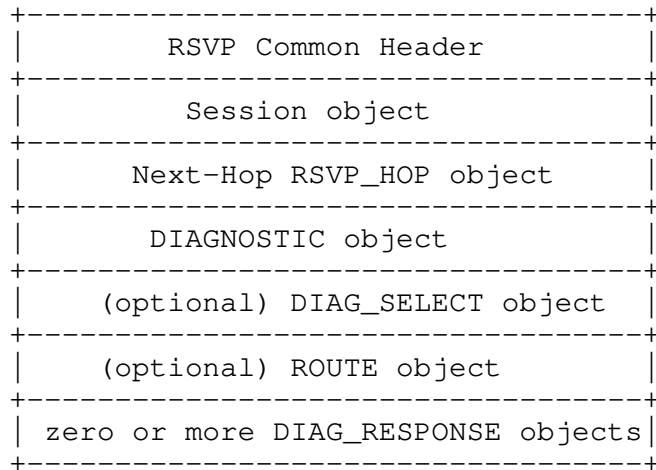 +-----------------------------------+
|        RSVP Common Header         |
+-----------------------------------+
|         Session object            |
+-----------------------------------+
|      Next-Hop RSVP_HOP object     |
+-----------------------------------+
|       DIAGNOSTIC object           |
+-----------------------------------+
|    (optional) DIAG_SELECT object  |
+-----------------------------------+
|    (optional) ROUTE object        |
+-----------------------------------+
| zero or more DIAG_RESPONSE objects|
+-----------------------------------+